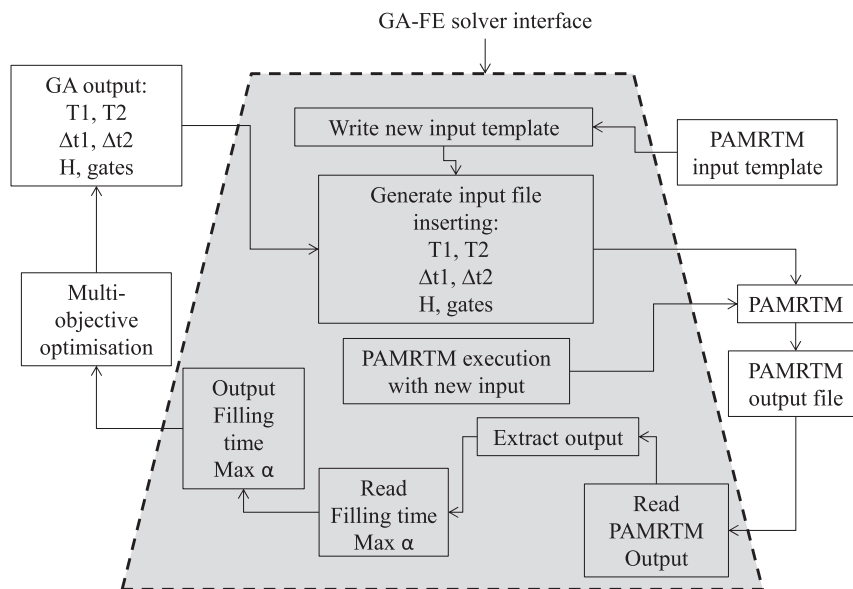 GA-FE solver interface
GA output:
T1, T2
Δt1, Δt2
H, gates
Write new input template
PAMRTM
input template
Generate input file
inserting:
T1, T2
Δt1, Δt2
H, gates
Multi-
objective
optimisation
PAMRTM
PAMRTM execution
with new input
PAMRTM
output file
Output
Filling
time
Max α
Extract output
Read
Filling time
Max α
Read
PAMRTM
Output